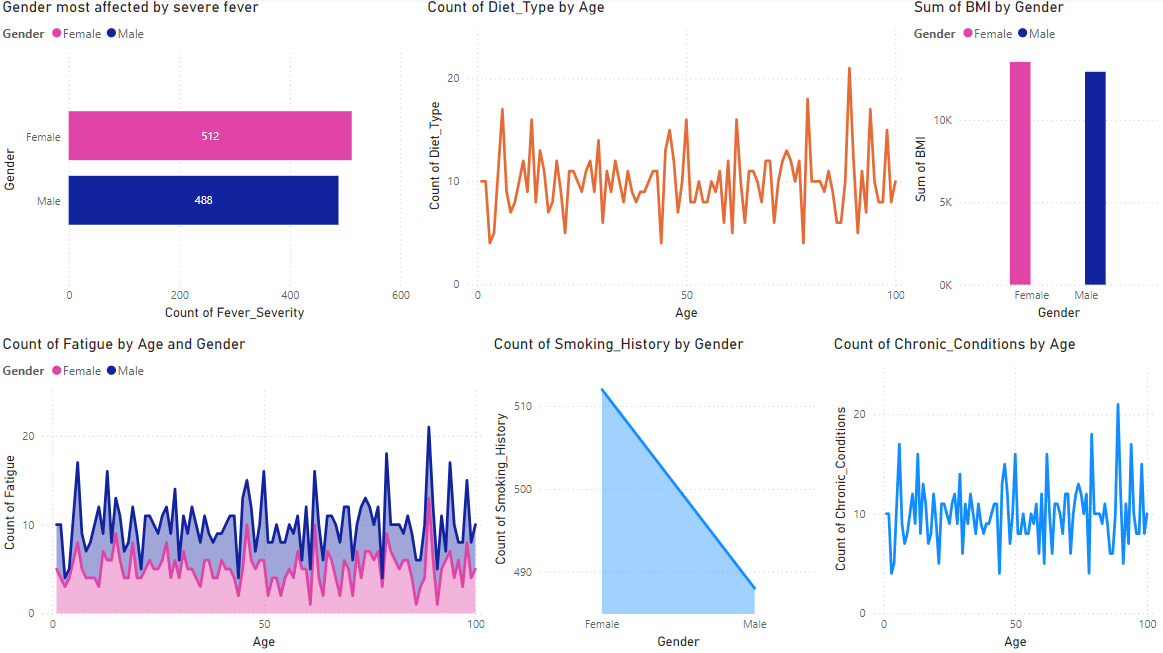 Gender most affected by severe fever
Gender Female Male
Female
Male
512
488
Gender
0 200 400 600
Count of Fever_Severity
Count of Diet_Type by Age
Count of Diet_Type
20
10
0
0 50 100
Age
Sum of BMI by Gender
Gender Female Male
Sum of BMI
10K
5K
0K
Female Male
Gender
Count of Fatigue by Age and Gender
Gender Female Male
Count of Fatigue
20
10
0
0 50 100
Age
Count of Smoking_History by Gender
Count of Smoking_History
510
500
490
Female Male
Gender
Count of Chronic_Conditions by Age
Count of Chronic_Conditions
20
10
0
0 50 100
Age